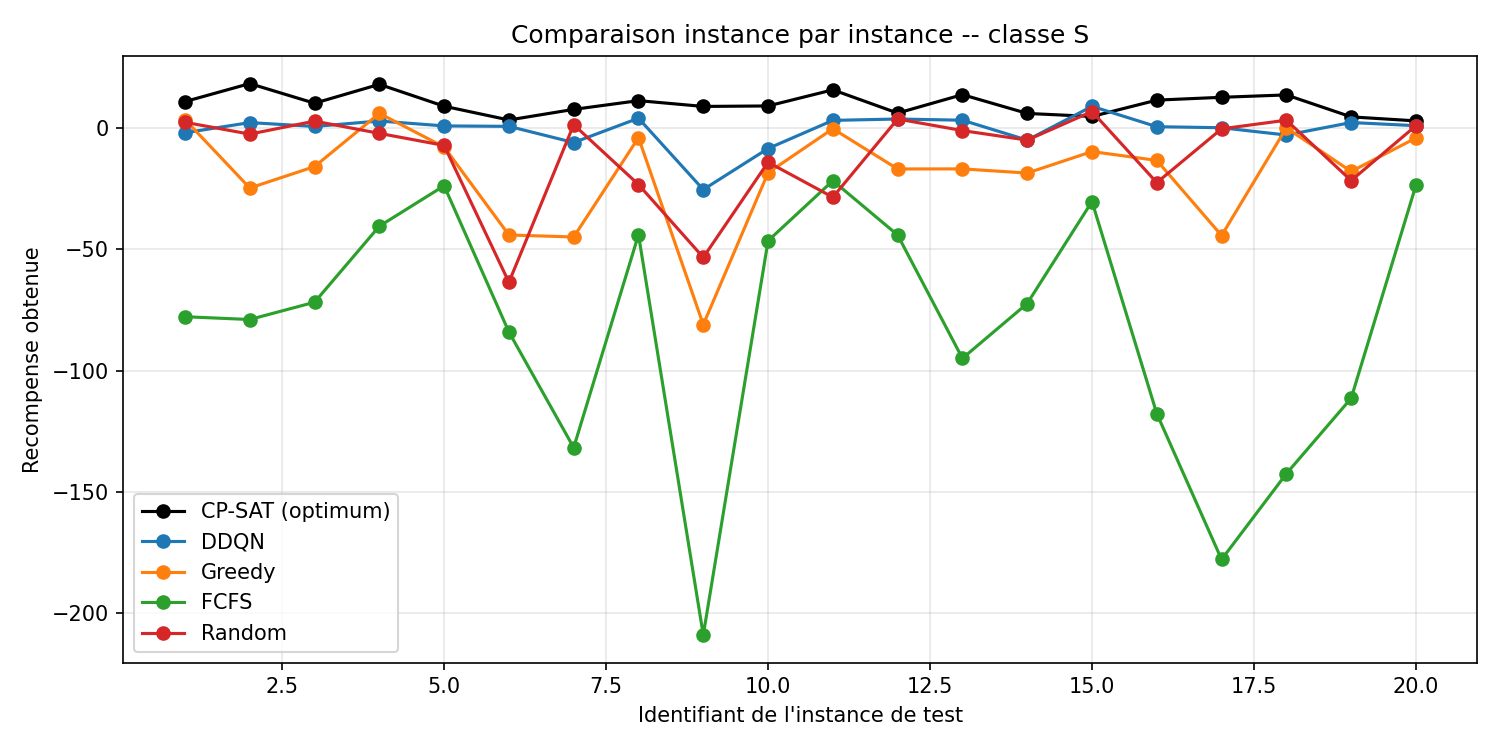 Comparaison instance par instance -- classe S
Recompense obtenue
0
−50
−100
−150
−200
CP-SAT (optimum)
DDQN
Greedy
FCFS
Random
2.5 5.0 7.5 10.0 12.5 15.0 17.5 20.0
Identifiant de l'instance de test